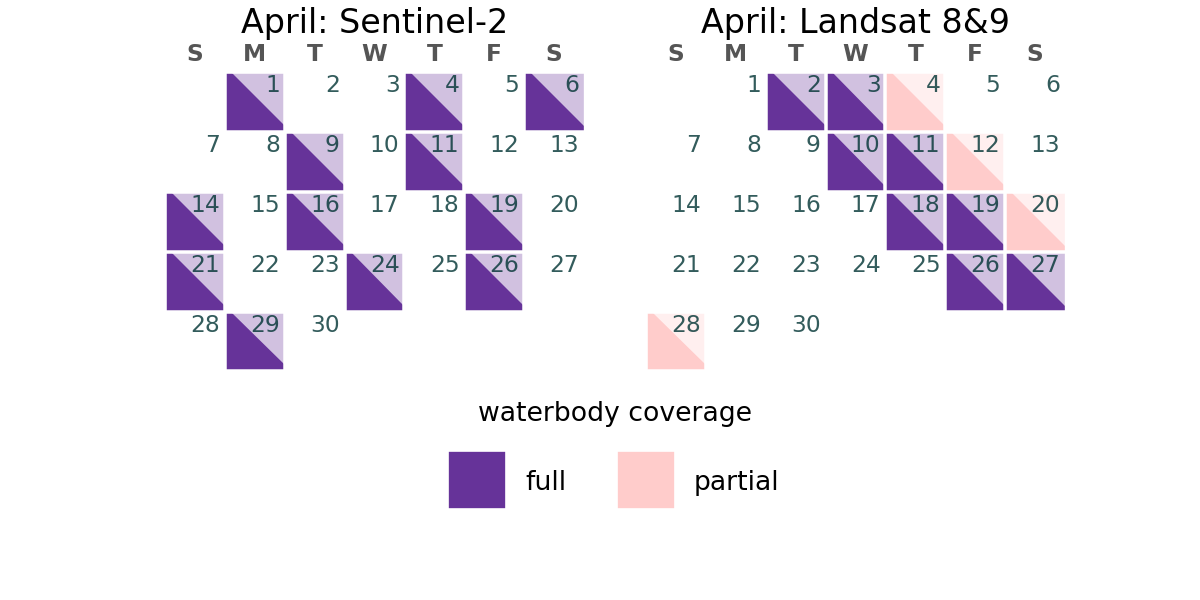 April: Sentinel-2
S M T W T F S
1 2 3 4 5 6
7 8 9 10 11 12 13
14 15 16 17 18 19 20
21 22 23 24 25 26 27
28 29 30
April: Landsat 8&9
S M T W T F S
1 2 3 4 5 6
7 8 9 10 11 12 13
14 15 16 17 18 19 20
21 22 23 24 25 26 27
28 29 30
waterbody coverage
full partial